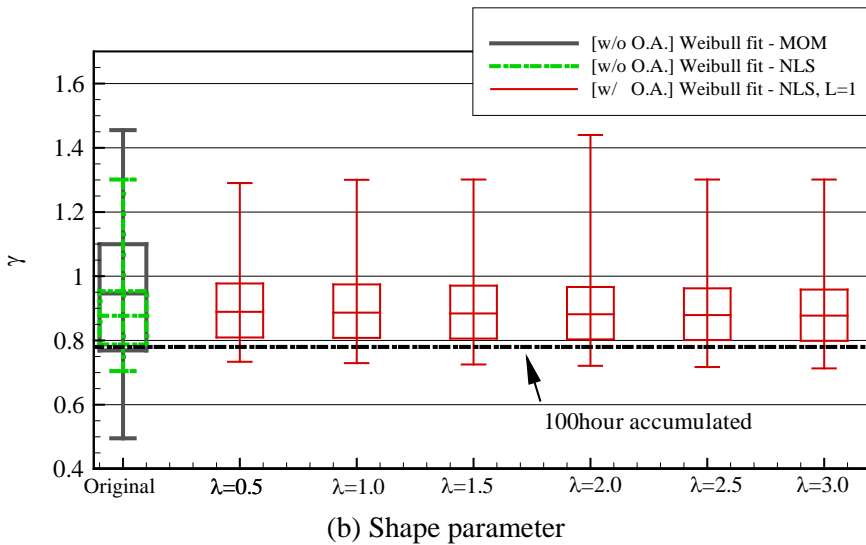 [w/o O.A.] Weibull fit - MOM
[w/o O.A.] Weibull fit - NLS
[w/ O.A.] Weibull fit - NLS, L=1
1.6
1.4
1.2
1
0.8
0.6
0.4
γ
100hour accumulated
Original λ=0.5 λ=1.0 λ=1.5 λ=2.0 λ=2.5 λ=3.0
(b) Shape parameter